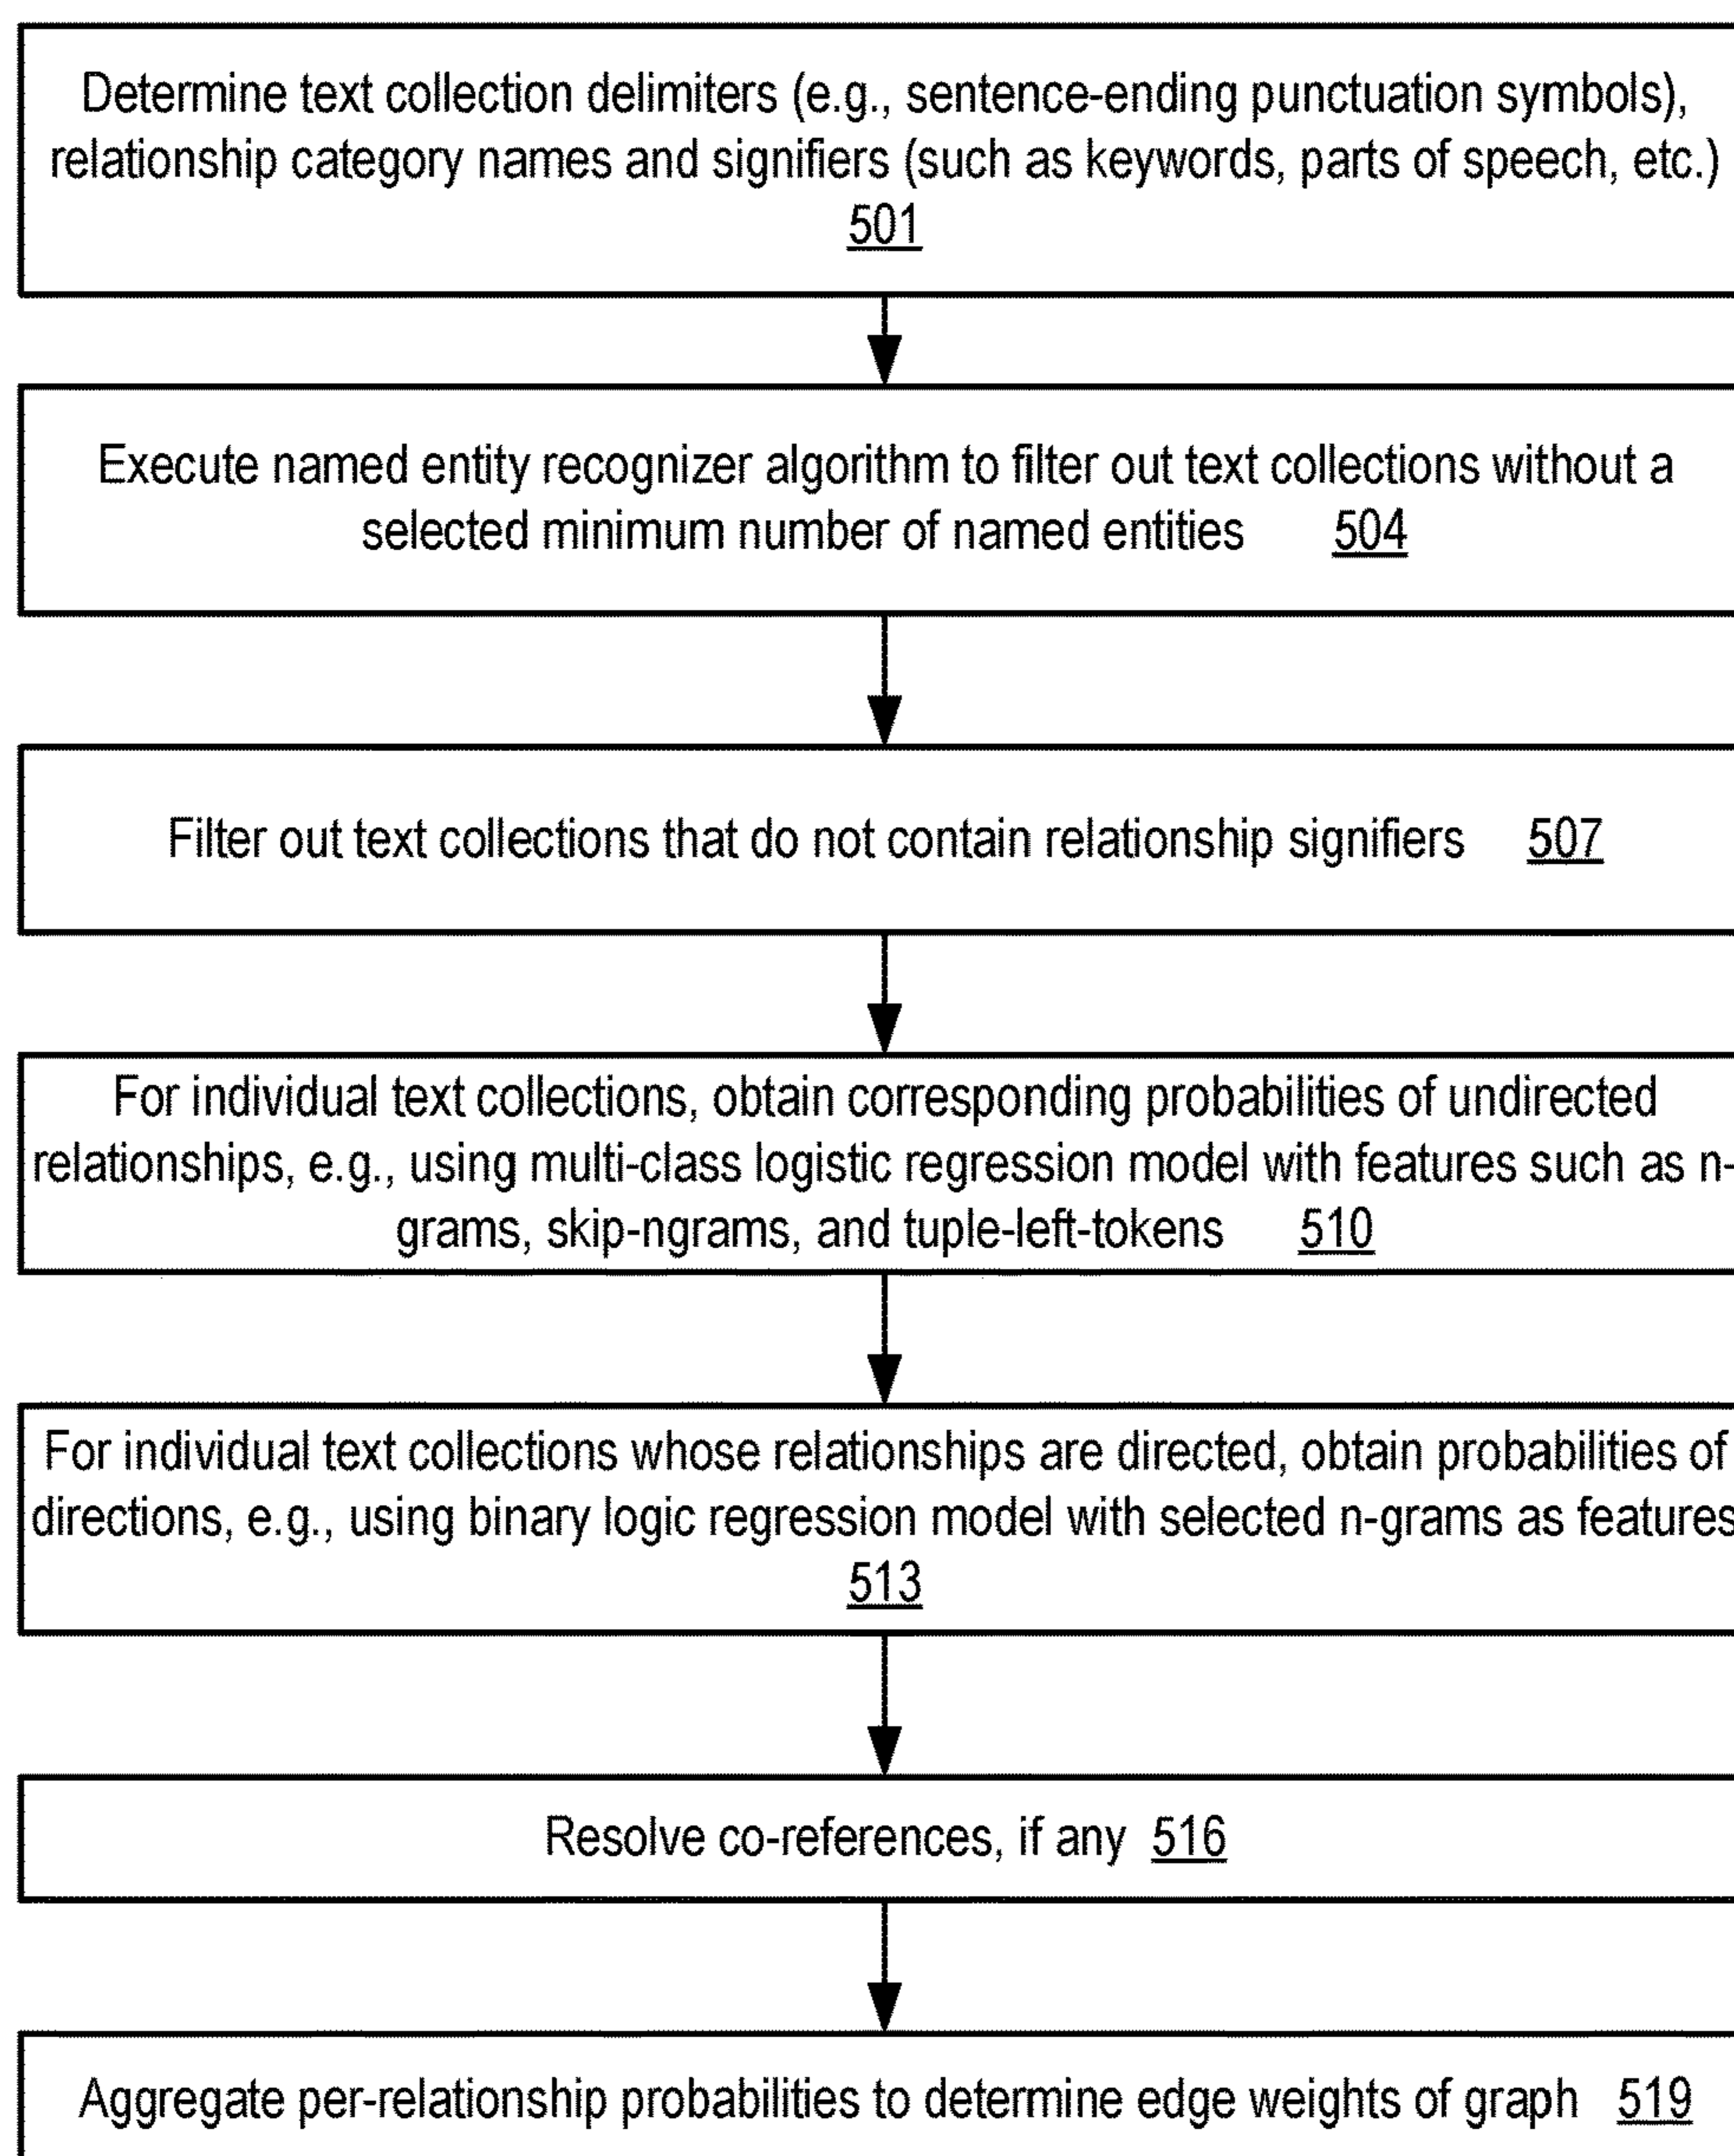 Determine text collection delimiters (e.g., sentence-ending punctuation symbols),
relationship category names and signifiers (such as keywords, parts of speech, etc.)
501
Execute named entity recognizer algorithm to filter out text collections without a
selected minimum number of named entities 504
Filter out text collections that do not contain relationship signifiers 507
For individual text collections, obtain corresponding probabilities of undirected
relationships, e.g., using multi-class logistic regression model with features such as n-
grams, skip-ngrams, and tuple-left-tokens 510
For individual text collections whose relationships are directed, obtain probabilities of
directions, e.g., using binary logic regression model with selected n-grams as features
513
Resolve co-references, if any 516
Aggregate per-relationship probabilities to determine edge weights of graph 519